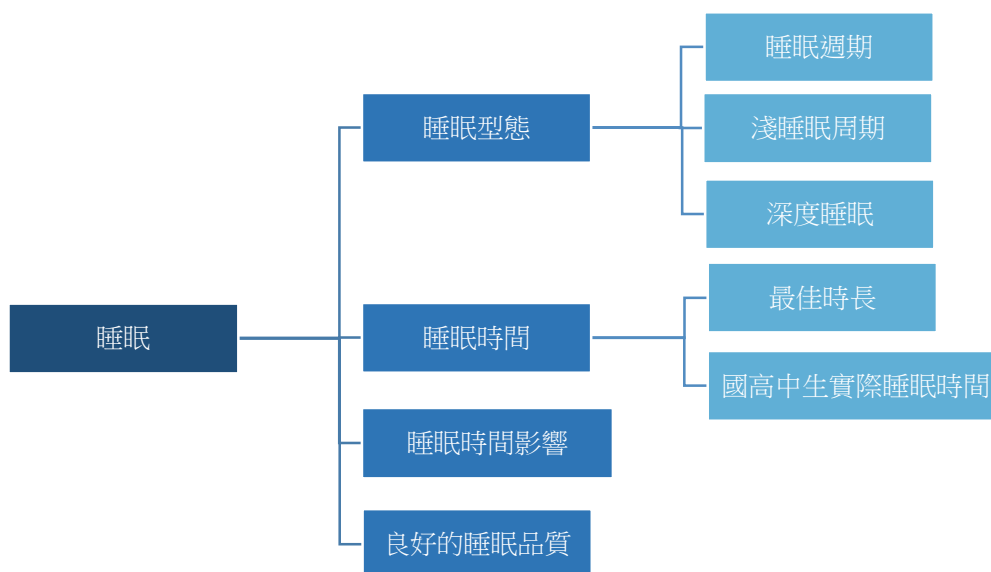 睡眠
睡眠型態
睡眠週期
淺睡眠周期
深度睡眠
睡眠時間
最佳時長
國高中生實際睡眠時間
睡眠時間影響
良好的睡眠品質